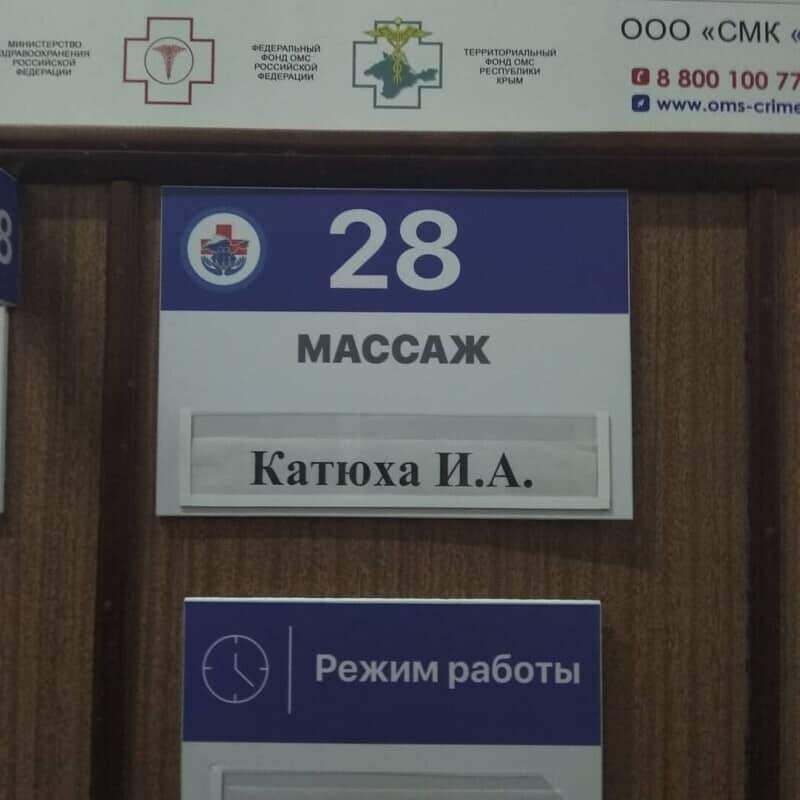 МИНИСТЕРСТВО
ЗДРАВООХРАНЕНИЯ
РОССИЙСКОЙ
ФЕДЕРАЦИИ
ФЕДЕРАЛЬНЫЙ
ФОНД ОМС
РОССИЙСКОЙ
ФЕДЕРАЦИИ
ТЕРРИТОРИАЛЬНЫЙ
ФОНД ОМС
РЕСПУБЛИКИ
КРЫМ
ООО «СМК «
8 800 100 77
www.oms-crime
8
28
МАССАЖ
Катюха И.А.
Режим работы